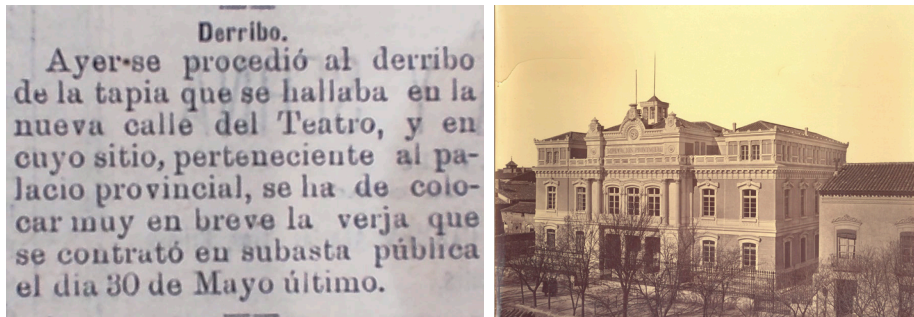 Derribo.
Ayer se procedió al derribo
de la tapia que se hallaba en la
nueva calle del Teatro, y en
cuyo sitio, perteneciente al pa-
lacio provincial, se ha de colo-
car muy en breve la verja que
se contrató en subasta pública
el dia 30 de Mayo último.